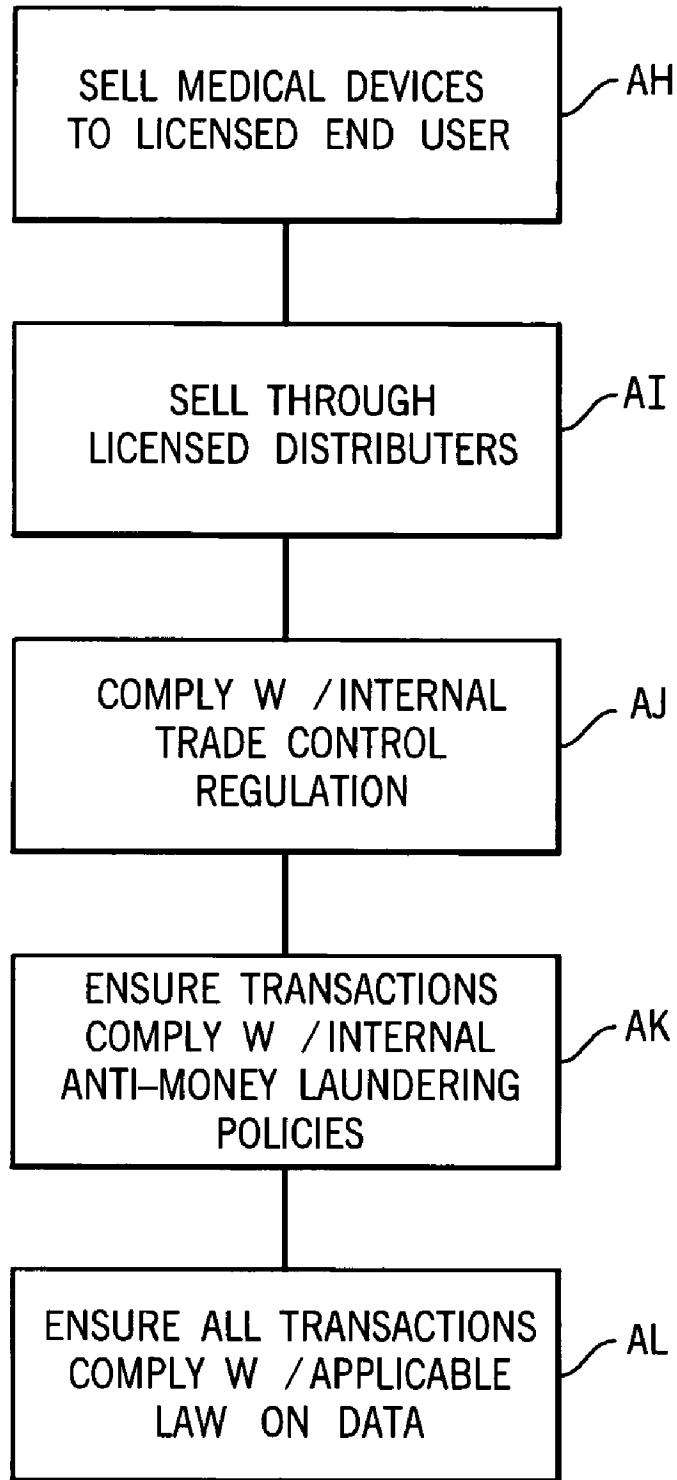 SELL MEDICAL DEVICES
TO LICENSED END USER
AH
SELL THROUGH
LICENSED DISTRIBUTERS
AI
COMPLY W / INTERNAL
TRADE CONTROL
REGULATION
AJ
ENSURE TRANSACTIONS
COMPLY W / INTERNAL
ANTI–MONEY LAUNDERING
POLICIES
AK
ENSURE ALL TRANSACTIONS
COMPLY W / APPLICABLE
LAW ON DATA
AL